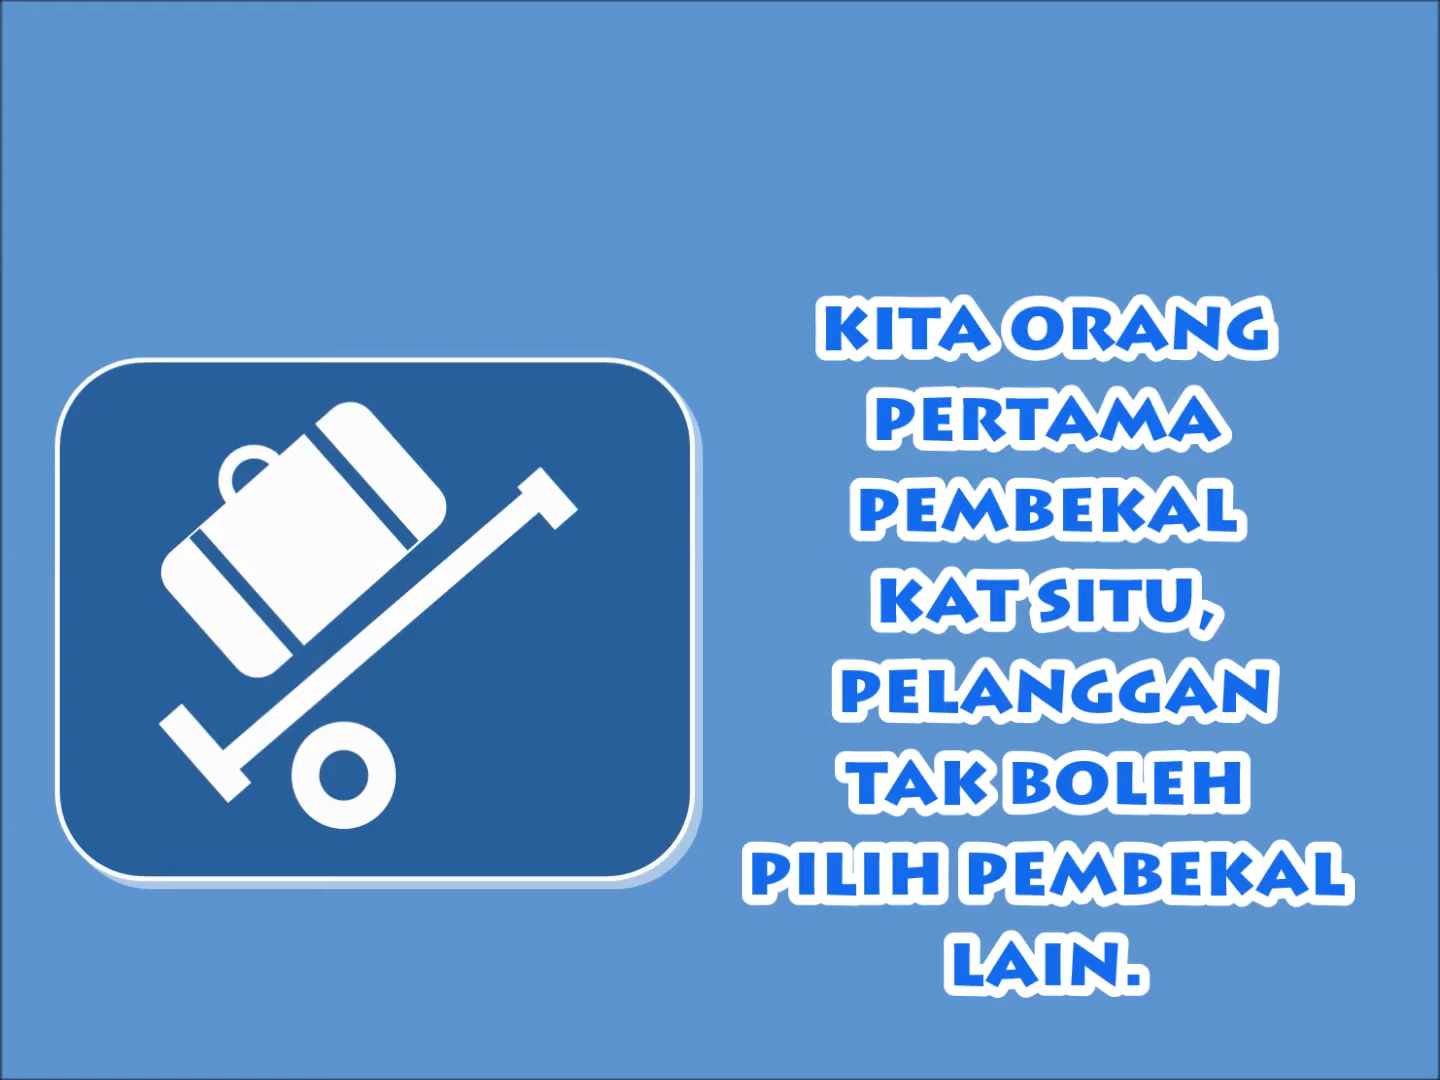 KITA ORANG
PERTAMA
PEMBEKAL
KAT SITU,
PELANGGAN
TAK BOLEH
PILIH PEMBEKAL
LAIN.